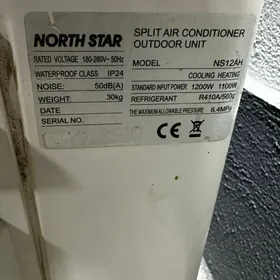 NORTH STAR
SPLIT AIR CONDITIONER
OUTDOOR UNIT
RATED VOLTAGE 180-260V~ 50Hz
MODEL NS12AH
WATERPROOF CLASS IP24
COOLING HEATING
NOISE: 50dB(A)
STANDARD INPUT POWER 1200W 1100W
WEIGHT: 30kg
REFRIGERANT R410A/560g
DATE:
THE MAXIMUM ALLOWABLE PRESSURE 6.4MPa
SERIAL NO.:
CE